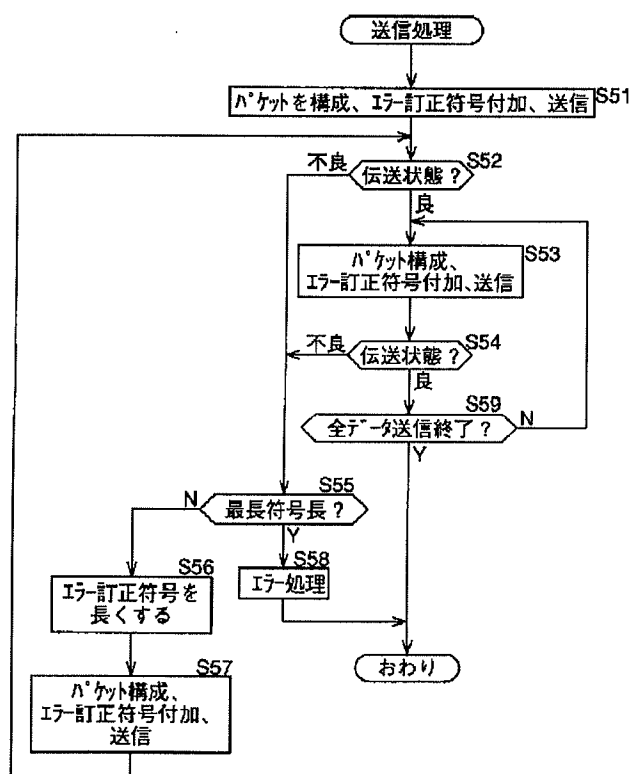 送信処理
パケットを構成、エラー訂正符号付加、送信
S51
不良
伝送状態？
S52
良
パケット構成、
エラー訂正符号付加、送信
S53
不良
伝送状態？
S54
良
S59
全データ送信終了？
N
Y
S55
N
最長符号長？
Y
S56
エラー訂正符号を
長くする
S58
エラー処理
おわり
S57
パケット構成、
エラー訂正符号付加、
送信